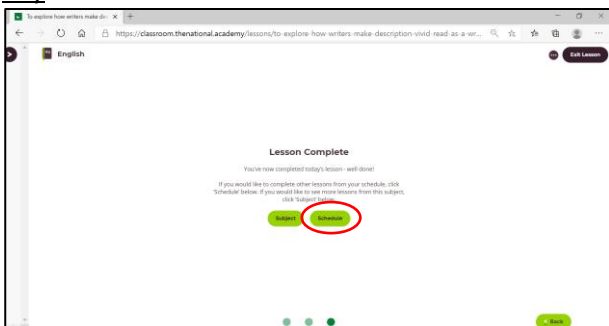 To explore how writers make de
https://classroom.thenational.academy/lessons/to-explore-how-writers-make-description-vivid-read-as-a-wr...
English
Exit Lesson
Lesson Complete
You've now completed today's lesson - well done!
If you would like to complete other lessons from your schedule, click
'Schedule' below. If you would like to see more lessons from this subject,
click 'Subject' below.
Subject
Schedule
Back